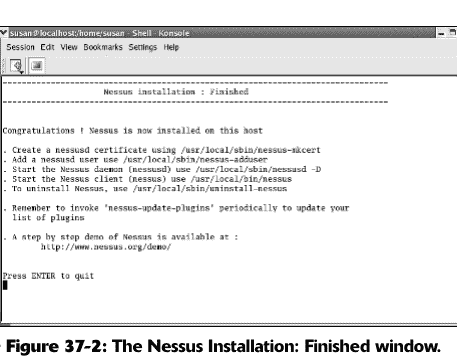 susan@localhost:/home/susan - Shell - Konsole
Session Edit View Bookmarks Settings Help
Nessus installation : Finished
Congratulations ! Nessus is now installed on this host
. Create a nessusd certificate using /usr/local/sbin/nessus-mkcert
. Add a nessusd user use /usr/local/sbin/nessus-adduser
. Start the Nessus daemon (nessusd) use /usr/local/sbin/nessusd -D
. Start the Nessus client (nessus) use /usr/local/bin/nessus
. To uninstall Nessus, use /usr/local/sbin/uninstall-nessus
. Remember to invoke 'nessus-update-plugins' periodically to update your
list of plugins
. A step by step demo of Nessus is available at :
http://www.nessus.org/demo/
Press ENTER to quit
Figure 37-2: The Nessus Installation: Finished window.